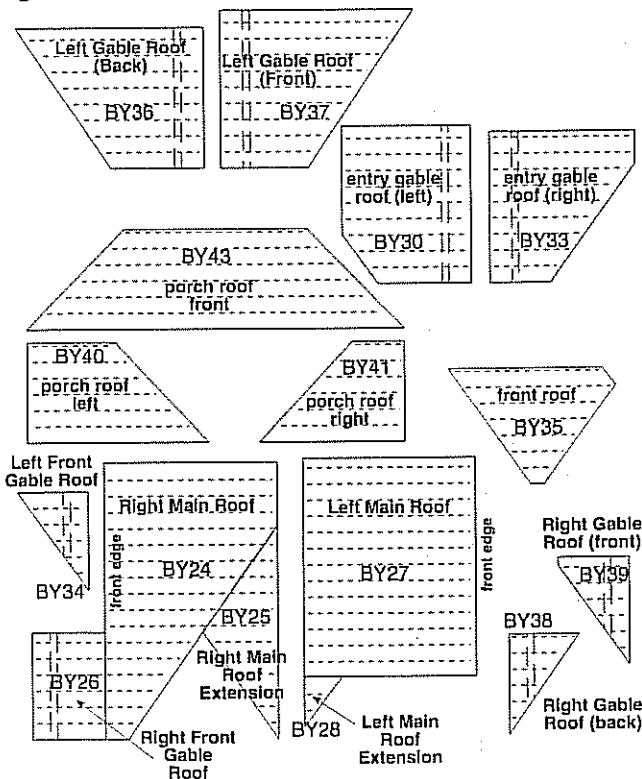 Left Gable Roof
(Back)
BY36
Left Gable Roof
(Front)
BY37
entry gable
roof (left)
BY30
entry gable
roof (right)
BY33
BY43
porch roof
front
BY40
porch roof
left
BY41
porch roof
right
front roof
BY35
Left Front
Gable Roof
BY34
Right Main Roof
front edge
BY24
BY25
Right Main
Roof
Extension
BY26
Right Front
Gable
Roof
Left Main Roof
front edge
BY27
BY28
Left Main
Roof
Extension
Right Gable
Roof (front)
BY39
BY38
Right Gable
Roof (back)